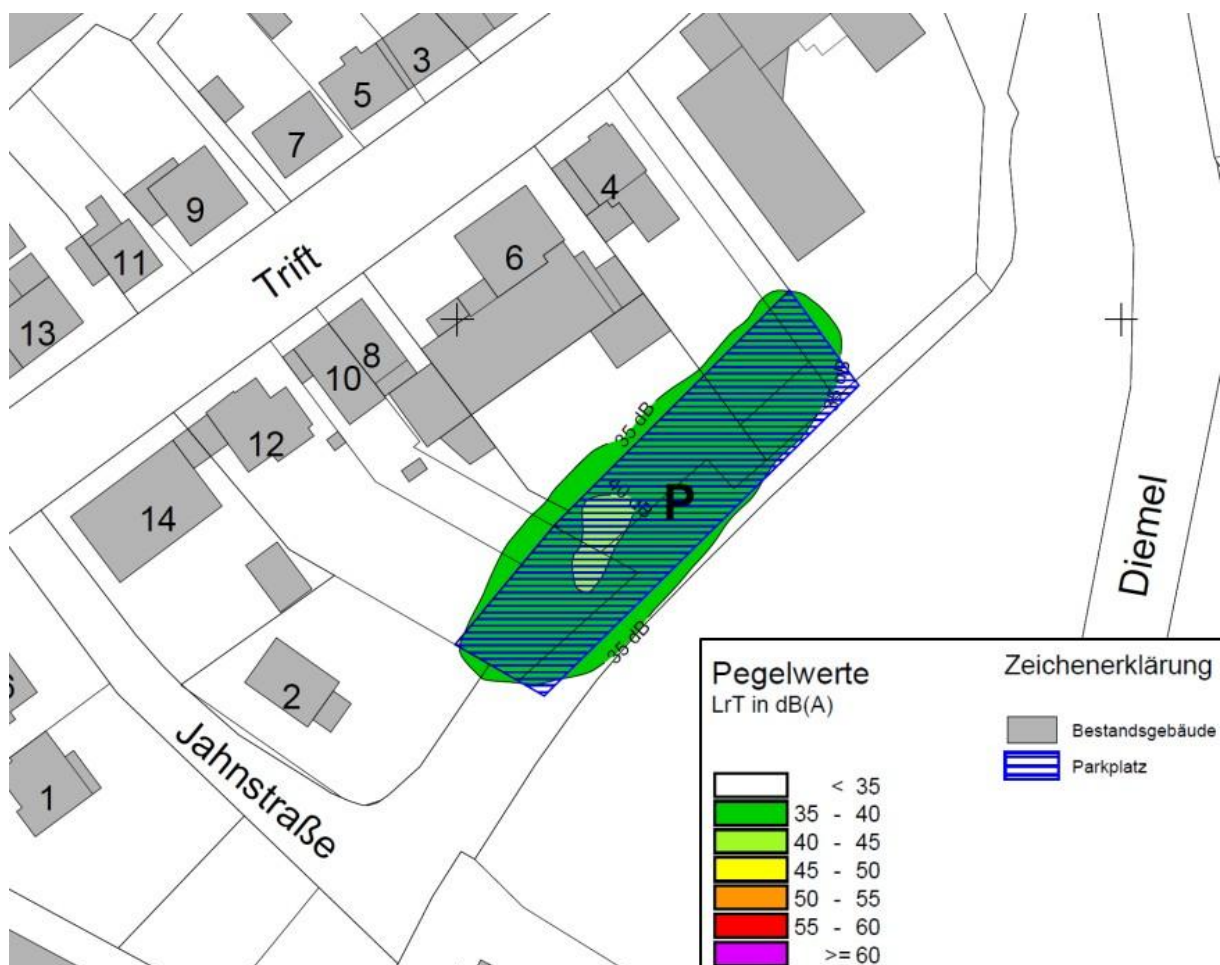 3
5
7
4
9
6
11
Trift
13
8
10
35 dB
12
P
14
Diemel
35 dB
2
Jahnstraße
1
Pegelwerte
LrT in dB(A)
< 35
35 - 40
40 - 45
45 - 50
50 - 55
55 - 60
>= 60
Zeichenerklärung
Bestandsgebäude
Parkplatz